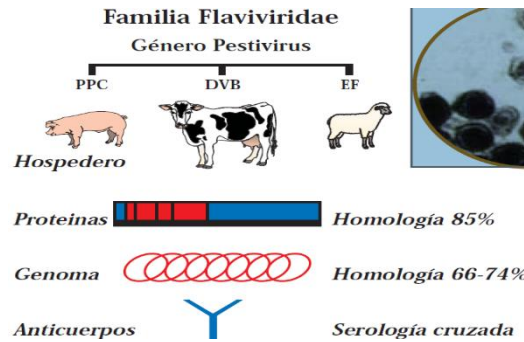 Familia Flaviviridae
Género Pestivirus
PPC DVB EF
Hospedero
Proteinas Homología 85%
Genoma Homología 66-74%
Anticuerpos Serología cruzada